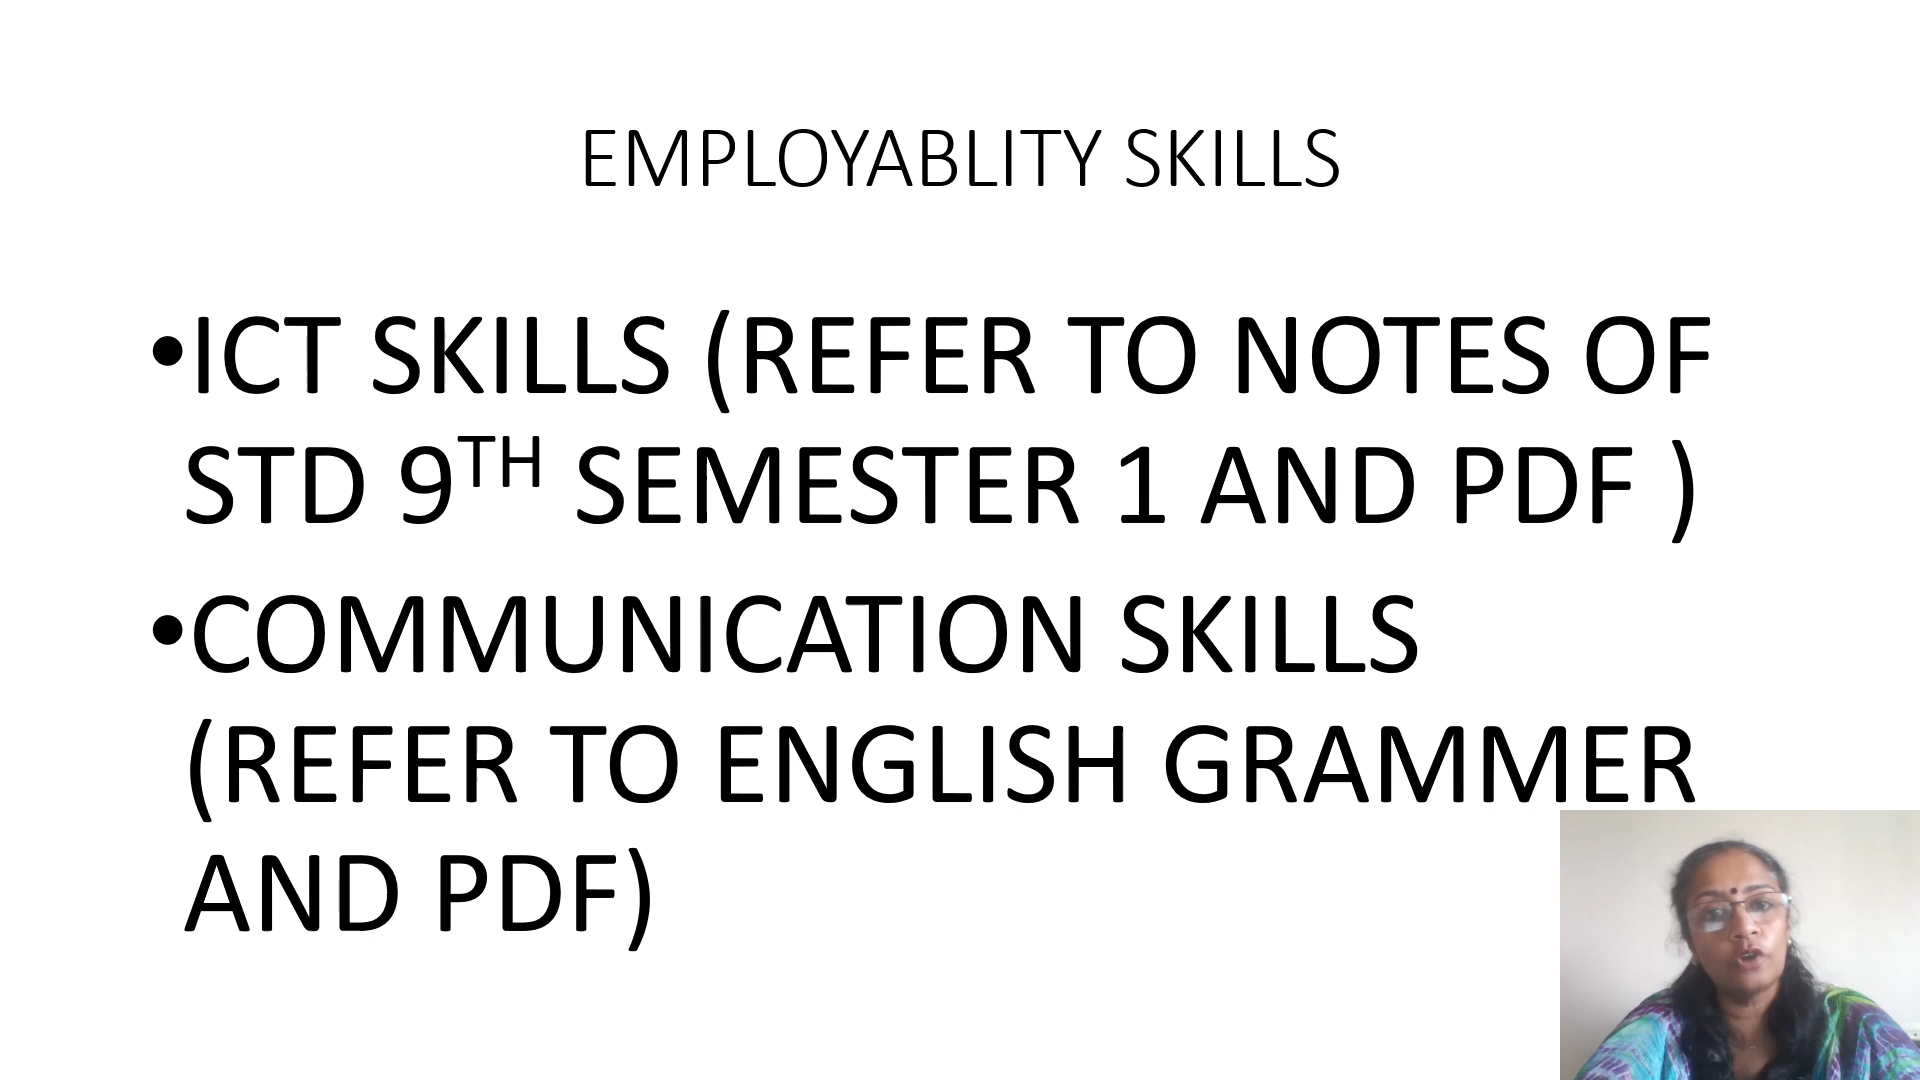 EMPLOYABLITY SKILLS
•ICT SKILLS (REFER TO NOTES OF
STD 9TH SEMESTER 1 AND PDF )
•COMMUNICATION SKILLS
(REFER TO ENGLISH GRAMMER
AND PDF)